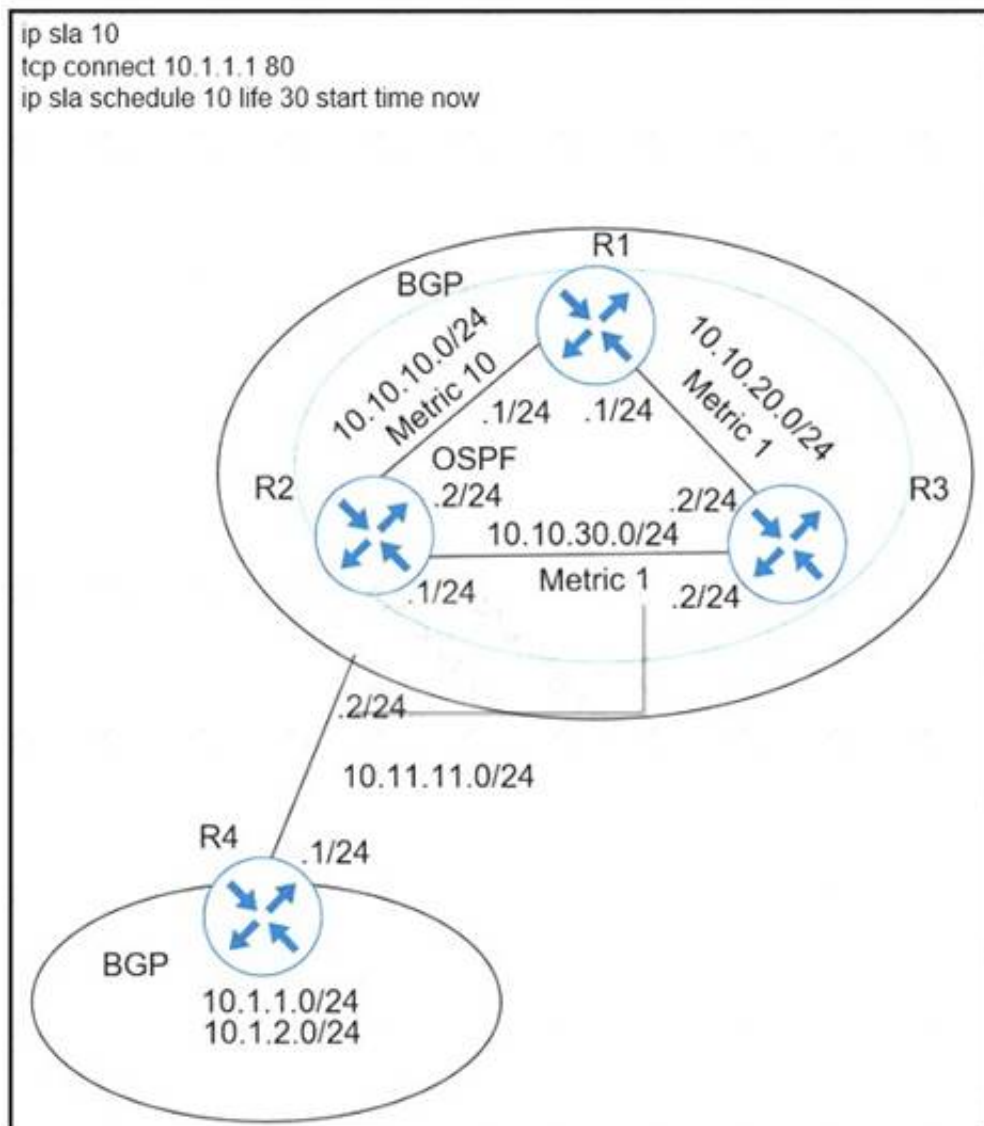 ip sla 10
tcp connect 10.1.1.1 80
ip sla schedule 10 life 30 start time now
R1
BGP
10.10.10.0/24
Metric 10
10.10.20.0/24
Metric 1
.1/24
.1/24
OSPF
R2
.2/24
.2/24
R3
10.10.30.0/24
.1/24
Metric 1
.2/24
.2/24
10.11.11.0/24
R4
.1/24
BGP
10.1.1.0/24
10.1.2.0/24